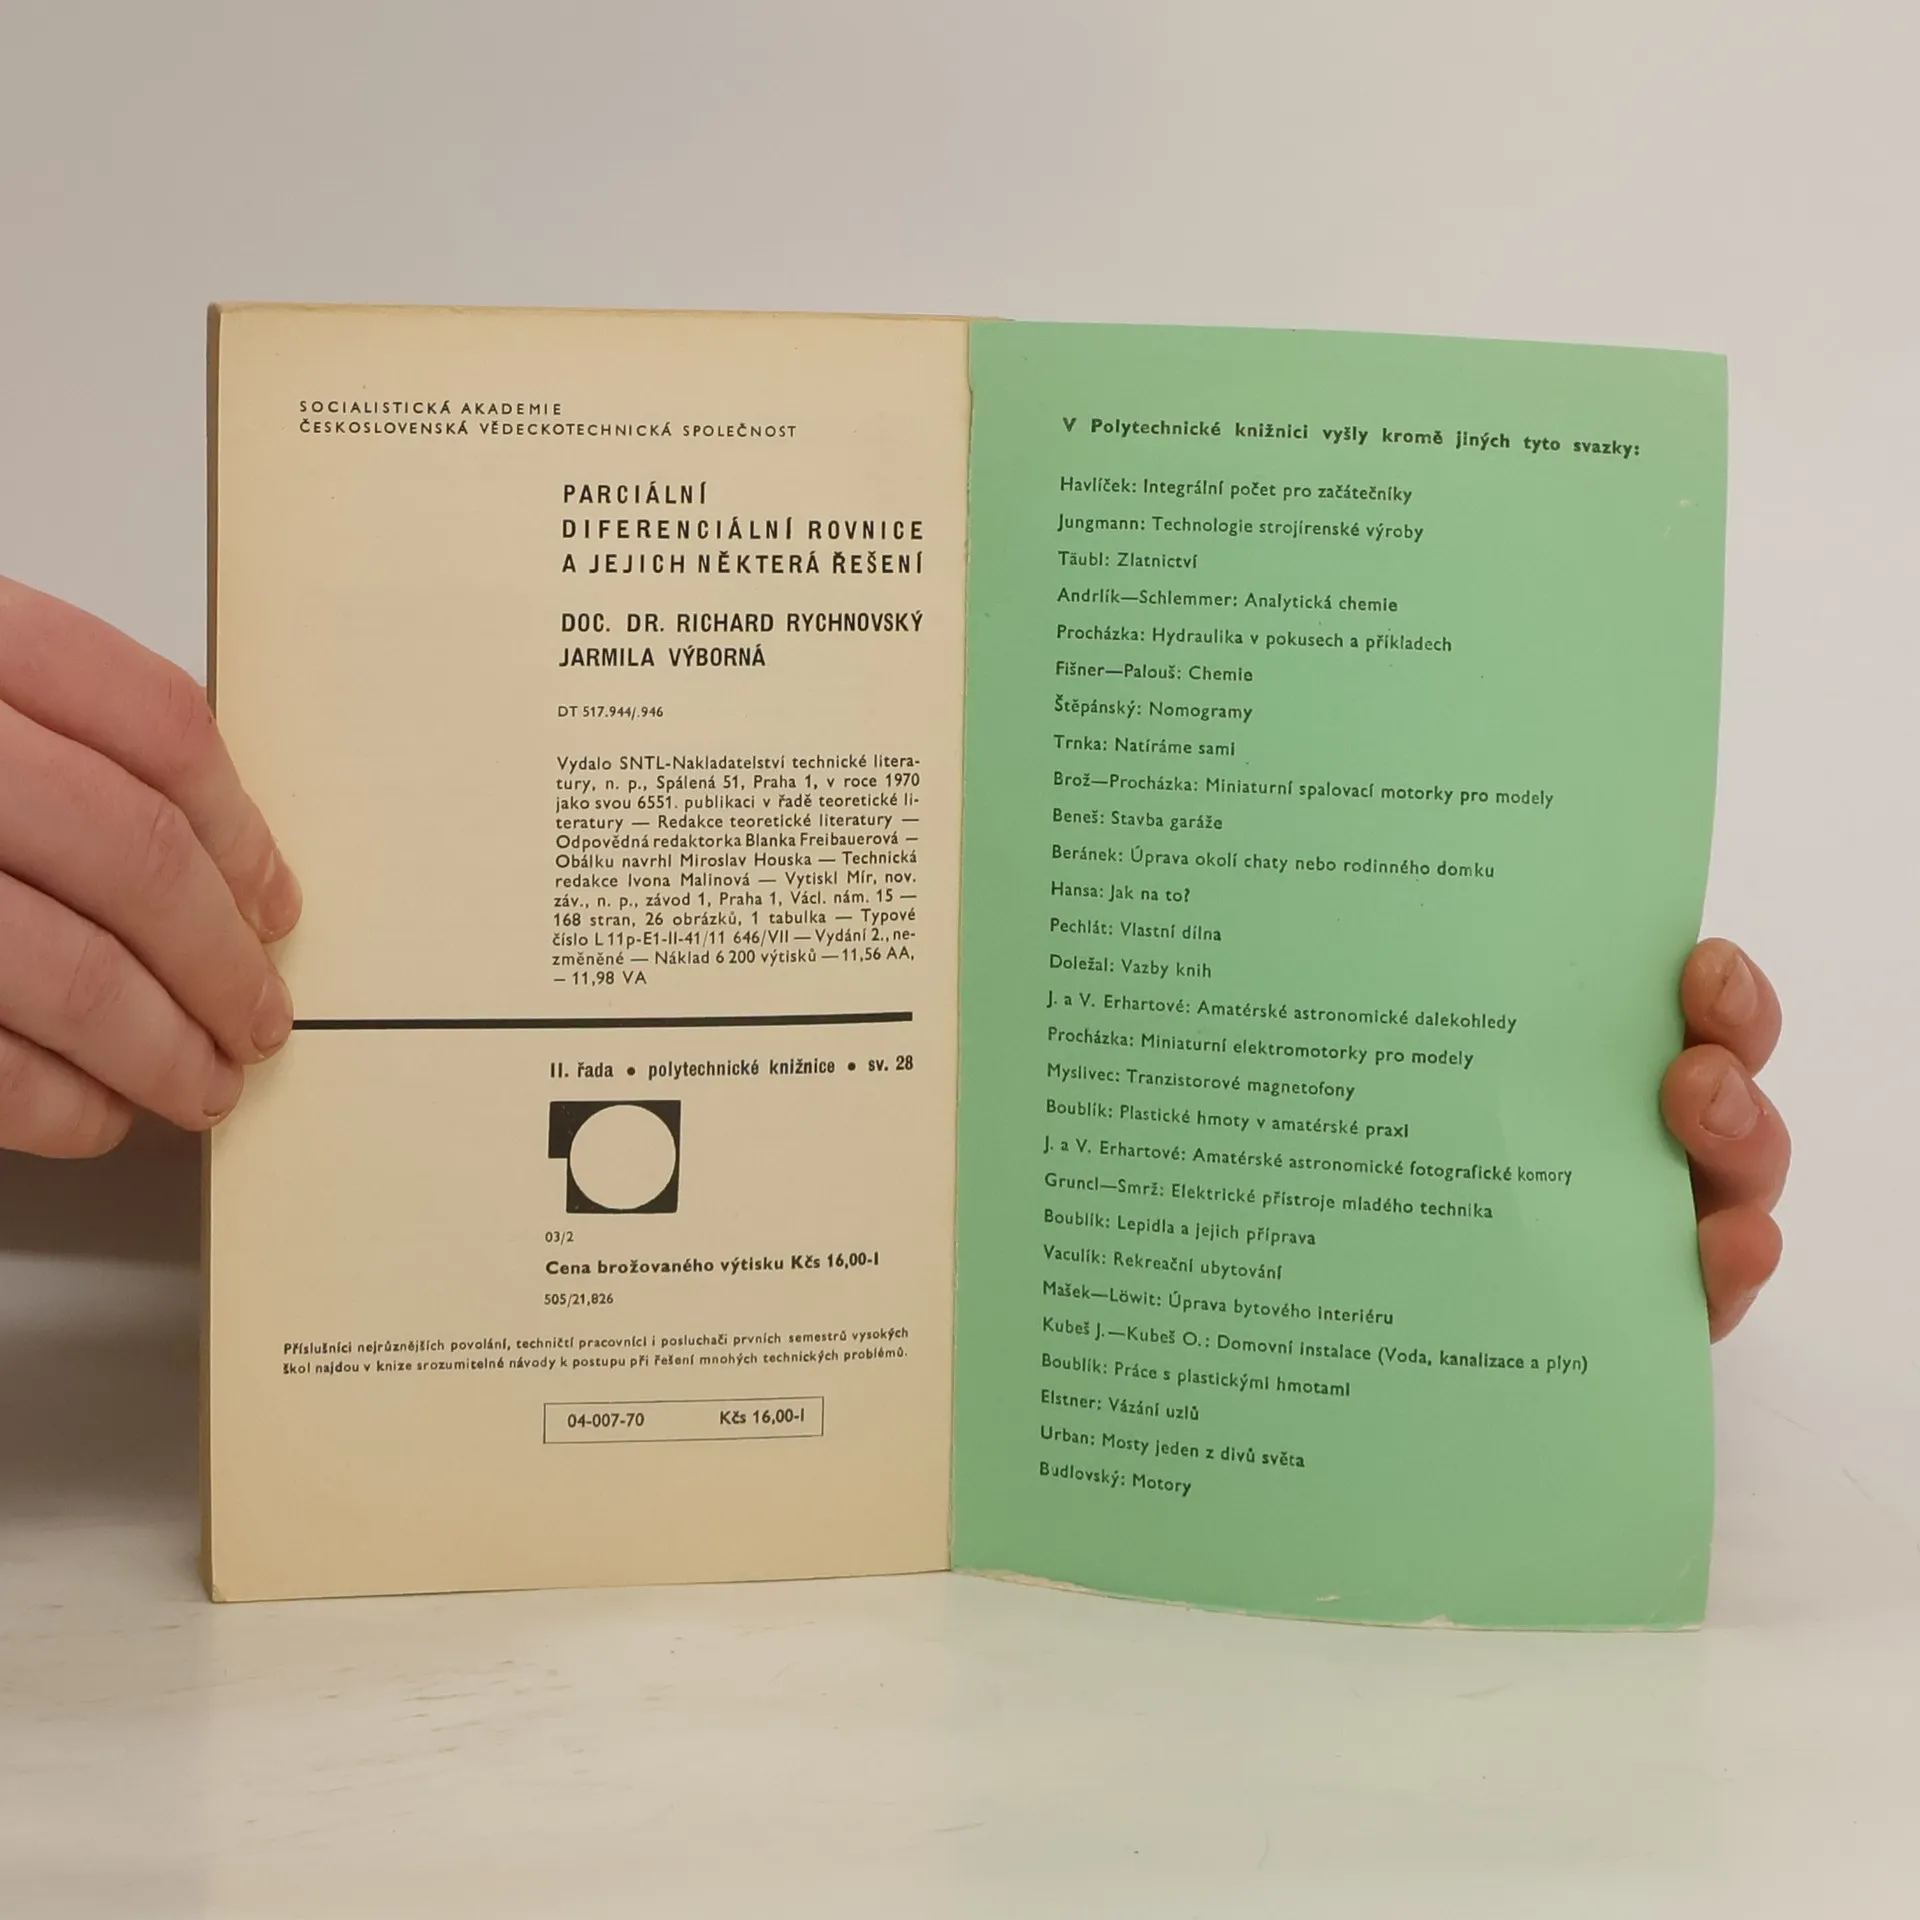 SOCIALISTICKÁ AKADEMIE
ČESKOSLOVENSKÁ VĚDECKOTECHNICKÁ SPOLEČNOST
PARCIÁLNÍ
DIFERENCIÁLNÍ ROVNICE
A JEJICH NĚKTERÁ ŘEŠENÍ
DOC. DR. RICHARD RYCHNOVSKÝ
JARMILA VÝBORNÁ
DT 517.944/.946
Vydalo SNTL-Nakladatelství technické litera-
tury, n. p., Spálená 51, Praha 1, v roce 1970
jako svou 6551. publikaci v řadě teoretické li-
teratury — Redakce teoretické literatury —
Odpovědná redaktorka Blanka Freibauerová —
Obálku navrhl Miroslav Houska — Technická
redakce Ivona Malinová — Vytiskl Mír, nov.
záv., n. p., závod 1, Praha 1, Václ. nám. 15 —
168 stran, 26 obrázků, 1 tabulka — Typové
číslo L 11p-E1-II-41/11 646/VII — Vydání 2., ne-
změněné — Náklad 6 200 výtisků — 11,56 AA,
— 11,98 VA
II. řada • polytechnické knižnice • sv. 28
03/2
Cena brožovaného výtisku Kčs 16,00-I
505/21,826
Příslušníci nejrůznějších povolání, techničtí pracovníci i posluchači prvních semestrů vysokých
škol najdou v knize srozumitelné návody k postupu při řešení mnohých technických problémů.
04-007-70 Kčs 16,00-I
V Polytechnické knižnici vyšly kromě jiných tyto svazky:
Havlíček: Integrální počet pro začátečníky
Jungmann: Technologie strojírenské výroby
Täubl: Zlatnictví
Andrlík—Schlemmer: Analytická chemie
Procházka: Hydraulika v pokusech a příkladech
Fišner—Palouš: Chemie
Štěpánský: Nomogramy
Trnka: Natíráme sami
Brož—Procházka: Miniaturní spalovací motorky pro modely
Beneš: Stavba garáže
Beránek: Úprava okolí chaty nebo rodinného domku
Hansa: Jak na to?
Pechlát: Vlastní dílna
Doležal: Vazby knih
J. a V. Erhartové: Amatérské astronomické dalekohledy
Procházka: Miniaturní elektromotorky pro modely
Myslivec: Tranzistorové magnetofony
Boublík: Plastické hmoty v amatérské praxi
J. a V. Erhartové: Amatérské astronomické fotografické komory
Gruncl—Smrž: Elektrické přístroje mladého technika
Boublík: Lepidla a jejich příprava
Vaculík: Rekreační ubytování
Mašek—Löwit: Úprava bytového interiéru
Kubeš J.—Kubeš O.: Domovní instalace (Voda, kanalizace a plyn)
Boublík: Práce s plastickými hmotami
Elstner: Vázání uzlů
Urban: Mosty jeden z divů světa
Budlovský: Motory